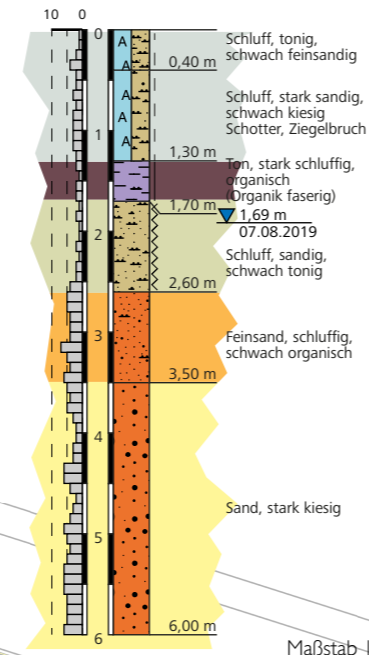 10 0
0
A
Schluff, tonig,
schwach feinsandig
A
0,40 m
A
Schluff, stark sandig,
schwach kiesig
Schotter, Ziegelbruch
A
1
1,30 m
Ton, stark schluffig,
organisch
(Organik faserig)
1,70 m
1,69 m
07.08.2019
2
Schluff, sandig,
schwach tonig
2,60 m
3
Feinsand, schluffig,
schwach organisch
3,50 m
4
Sand, stark kiesig
5
6,00 m
6
Maßstab